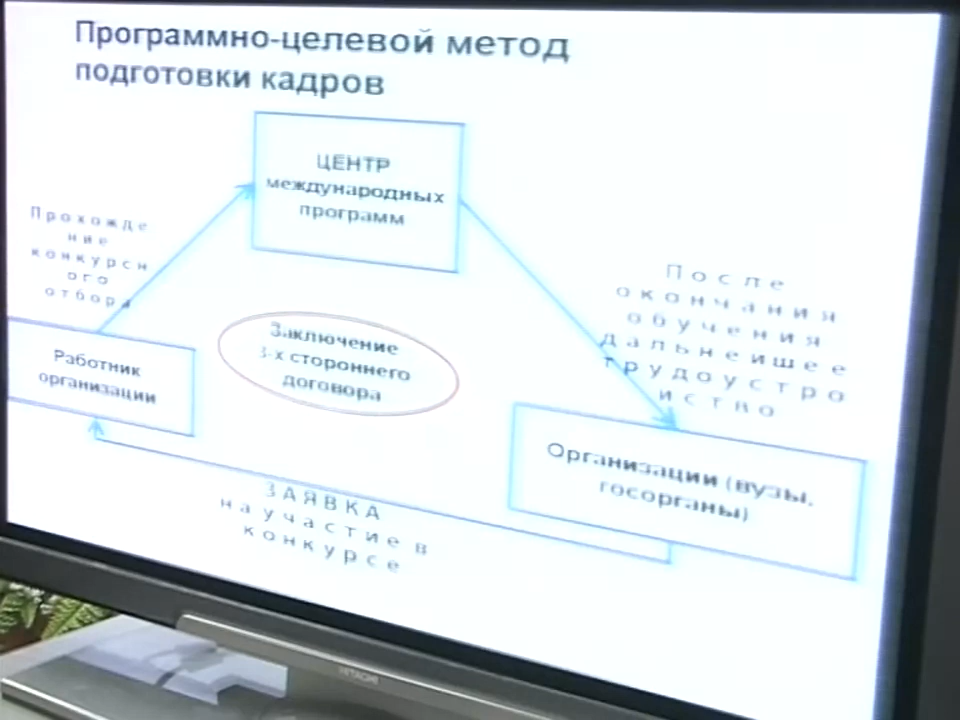 Программно-целевой метод
подготовки кадров
ЦЕНТР
международных
программ
Прохожде
ние
конкурсн
ого
отбора
После
окончания
обучения
дальнейшее
трудоустро
йство
Заключение
3-х стороннего
договора
Работник
организации
Организации (вузы,
госорганы)
ЗАЯВКА
на участие в
конкурсе
HITACHI